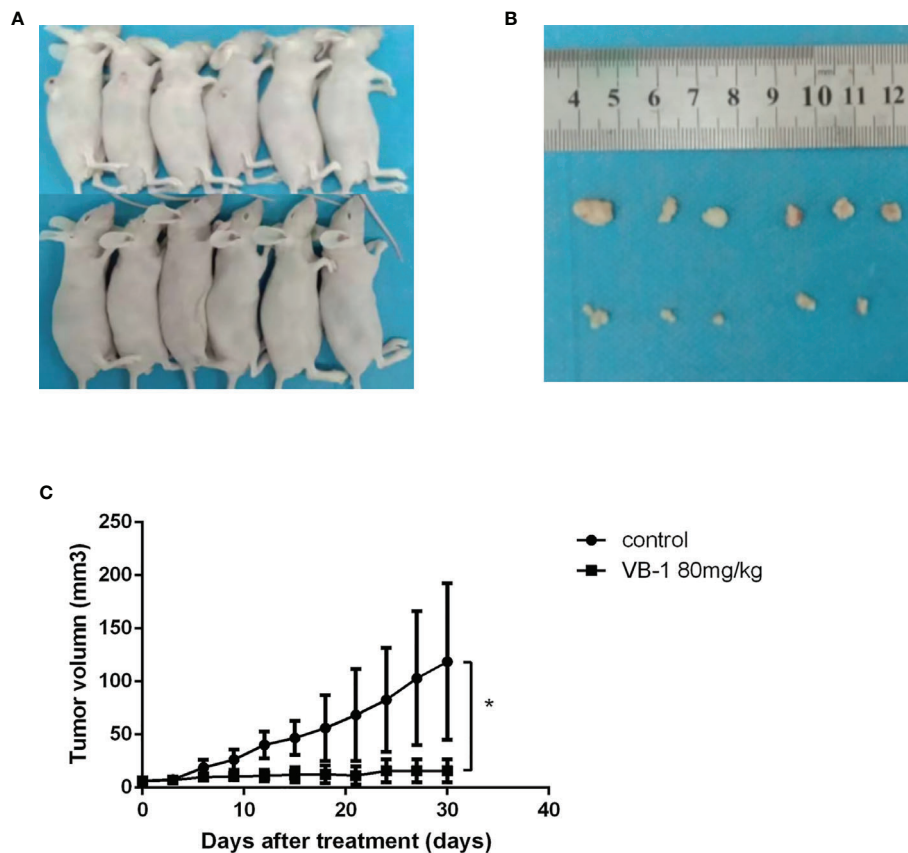 A
B
mm
4 5 6 7 8 9 10 11 12
C
250
200
150
100
50
0
Tumor volumn (mm3)
0 10 20 30 40
Days after treatment (days)
control
VB-1 80mg/kg
*